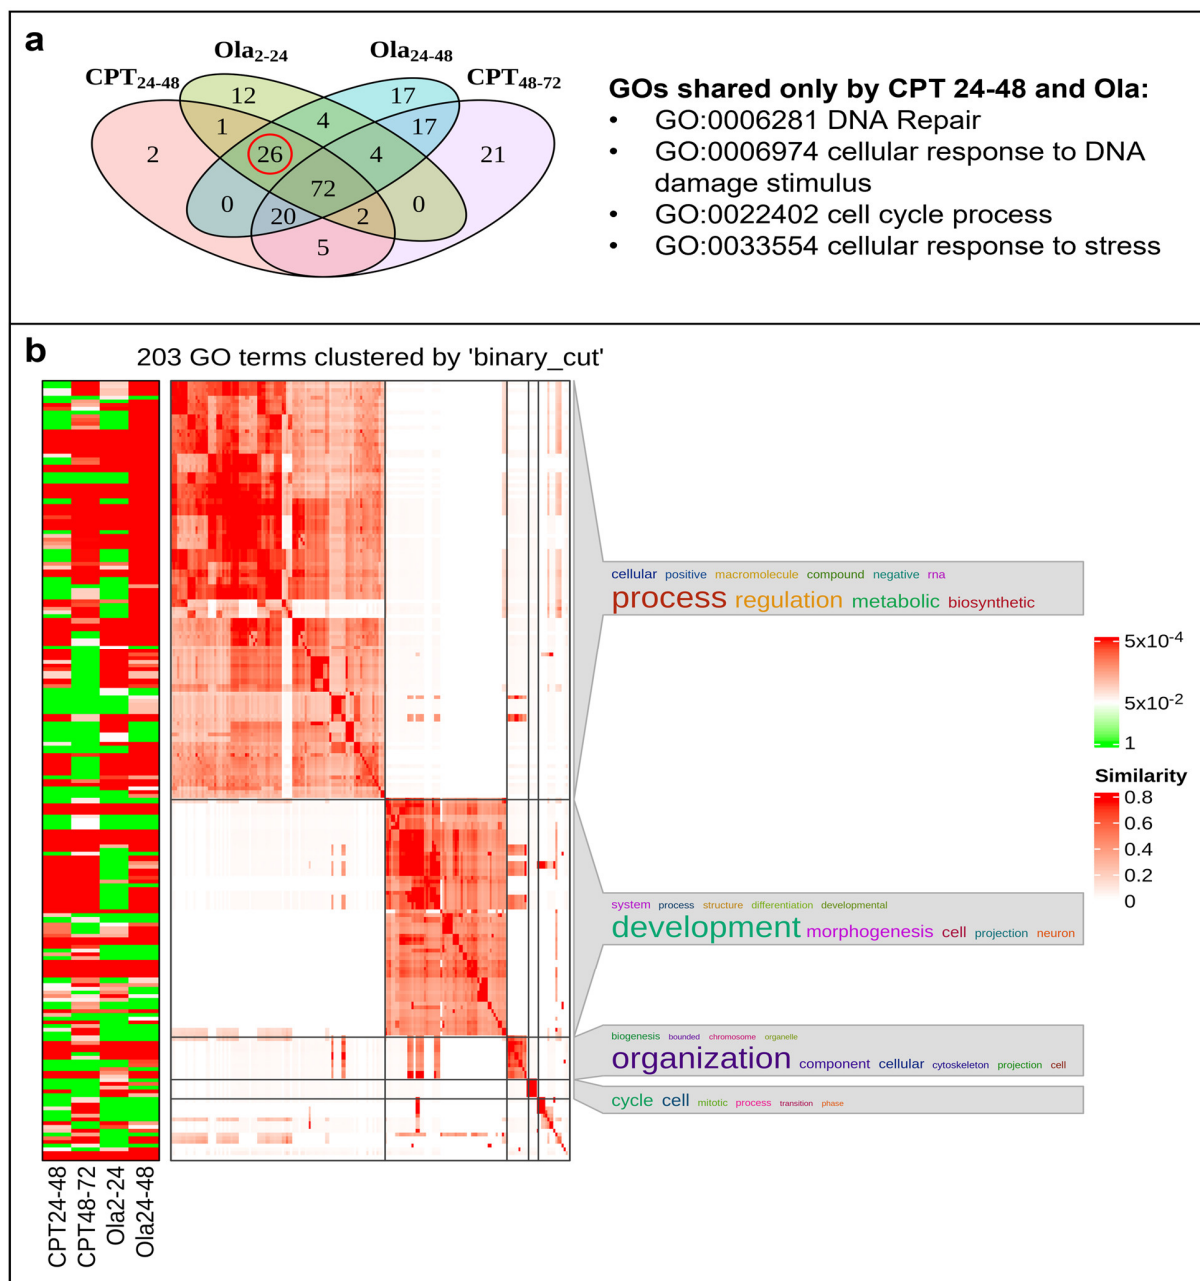 a
Ola2-24
Ola24-48
CPT24-48
CPT48-72
12
17
1
4
17
2
26
4
21
72
0
20
2
0
5
GOs shared only by CPT 24-48 and Ola:
• GO:0006281 DNA Repair
• GO:0006974 cellular response to DNA
damage stimulus
• GO:0022402 cell cycle process
• GO:0033554 cellular response to stress
b
203 GO terms clustered by 'binary_cut'
cellular positive macromolecule compound negative rna
process regulation metabolic biosynthetic
system process structure differentiation developmental
development morphogenesis cell projection neuron
biogenesis bounded chromosome organelle
organization component cellular cytoskeleton projection cell
cycle cell mitotic process transition phase
5x10-4
5x10-2
1
Similarity
0.8
0.6
0.4
0.2
0
CPT24-48
CPT48-72
Ola2-24
Ola24-48